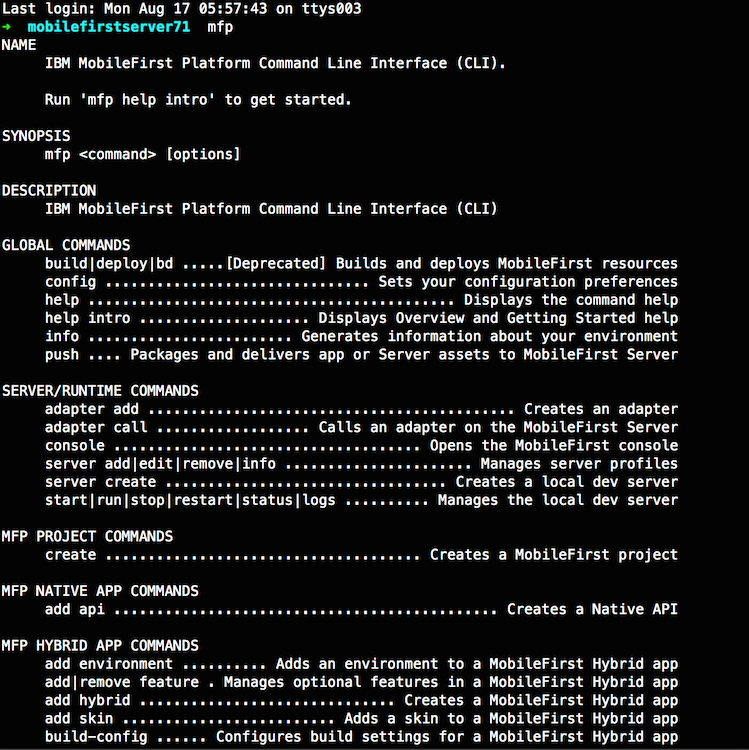 Last login: Mon Aug 17 05:57:43 on ttys003
➜ mobilefirstserver71 mfp
NAME
IBM MobileFirst Platform Command Line Interface (CLI).
Run 'mfp help intro' to get started.
SYNOPSIS
mfp <command> [options]
DESCRIPTION
IBM MobileFirst Platform Command Line Interface (CLI)
GLOBAL COMMANDS
build|deploy|bd .....[Deprecated] Builds and deploys MobileFirst resources
config ............................... Sets your configuration preferences
help ........................................... Displays the command help
help intro .................... Displays Overview and Getting Started help
info ........................ Generates information about your environment
push .... Packages and delivers app or Server assets to MobileFirst Server
SERVER/RUNTIME COMMANDS
adapter add ........................................... Creates an adapter
adapter call .................. Calls an adapter on the MobileFirst Server
console .................................... Opens the MobileFirst console
server add|edit|remove|info ...................... Manages server profiles
server create ................................. Creates a local dev server
start|run|stop|restart|status|logs .......... Manages the local dev server
MFP PROJECT COMMANDS
create ..................................... Creates a MobileFirst project
MFP NATIVE APP COMMANDS
add api ............................................. Creates a Native API
MFP HYBRID APP COMMANDS
add environment .......... Adds an environment to a MobileFirst Hybrid app
add|remove feature . Manages optional features in a MobileFirst Hybrid app
add hybrid .............................. Creates a MobileFirst Hybrid app
add skin ......................... Adds a skin to a MobileFirst Hybrid app
build-config ...... Configures build settings for a MobileFirst Hybrid app